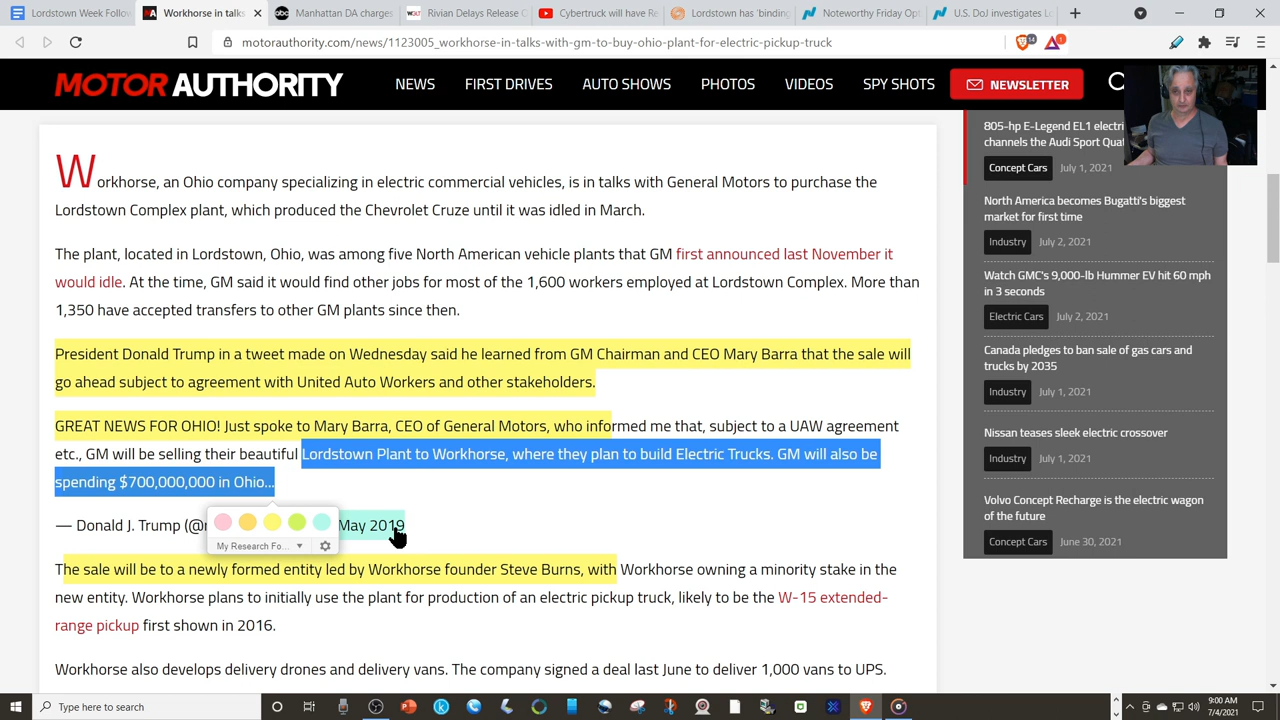 Lordstown Week Follow
Workhorse in talks
Manhattan DA charges
Rivian Delays Release O
Cybertruck will have Re
Lordstown has 'binding
Noteworthy Friday Opt
U.S. DoJ investigates Lo
motorauthority.com/news/1123005_workhorse-in-talks-with-gm-to-buy-ohio-plant-for-electric-pickup-truck
MOTOR AUTHORITY
NEWS FIRST DRIVES AUTO SHOWS PHOTOS VIDEOS SPY SHOTS NEWSLETTER
Workhorse, an Ohio company specializing in electric commercial vehicles, is in talks with General Motors to purchase the
Lordstown Complex plant, which produced the Chevrolet Cruze until it was idled in March.
The plant, located in Lordstown, Ohio, was among five North American vehicle plants that GM first announced last November it
would idle. At the time, GM said it would find other jobs for most of the 1,600 workers employed at Lordstown Complex. More than
1,350 have accepted transfers to other GM plants since then.
President Donald Trump in a tweet made on Wednesday said he learned from GM Chairman and CEO Mary Barra that the sale will
go ahead subject to agreement with United Auto Workers and other stakeholders.
GREAT NEWS FOR OHIO! Just spoke to Mary Barra, CEO of General Motors, who informed me that, subject to a UAW agreement
etc., GM will be selling their beautiful Lordstown Plant to Workhorse, where they plan to build Electric Trucks. GM will also be
spending $700,000,000 in Ohio...
— Donald J. Trump (@r May 2019
My Research Fo...
The sale will be to a newly formed entity led by Workhorse founder Steve Burns, with Workhorse owning a minority stake in the
new entity. Workhorse plans to initially use the plant for production of an electric pickup truck, likely to be the W-15 extended-
range pickup first shown in 2016.
Workhorse also develops delivery drones and delivery vans. The company signed a deal last June to deliver 1,000 vans to UPS.
805-hp E-Legend EL1 electri
channels the Audi Sport Quat
Concept Cars July 1, 2021
North America becomes Bugatti's biggest
market for first time
Industry July 2, 2021
Watch GMC's 9,000-lb Hummer EV hit 60 mph
in 3 seconds
Electric Cars July 2, 2021
Canada pledges to ban sale of gas cars and
trucks by 2035
Industry July 1, 2021
Nissan teases sleek electric crossover
Industry July 1, 2021
Volvo Concept Recharge is the electric wagon
of the future
Concept Cars June 30, 2021
Type here to search
9:00 AM
7/4/2021